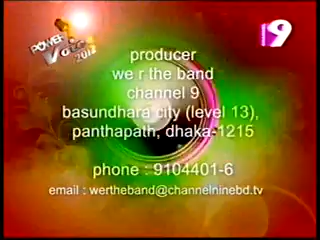 POWER
Voice
2012
9
producer
we r the band
channel 9
basundhara city (level 13),
panthapath, dhaka-1215
phone : 9104401-6
email : wertheband@channelninebd.tv